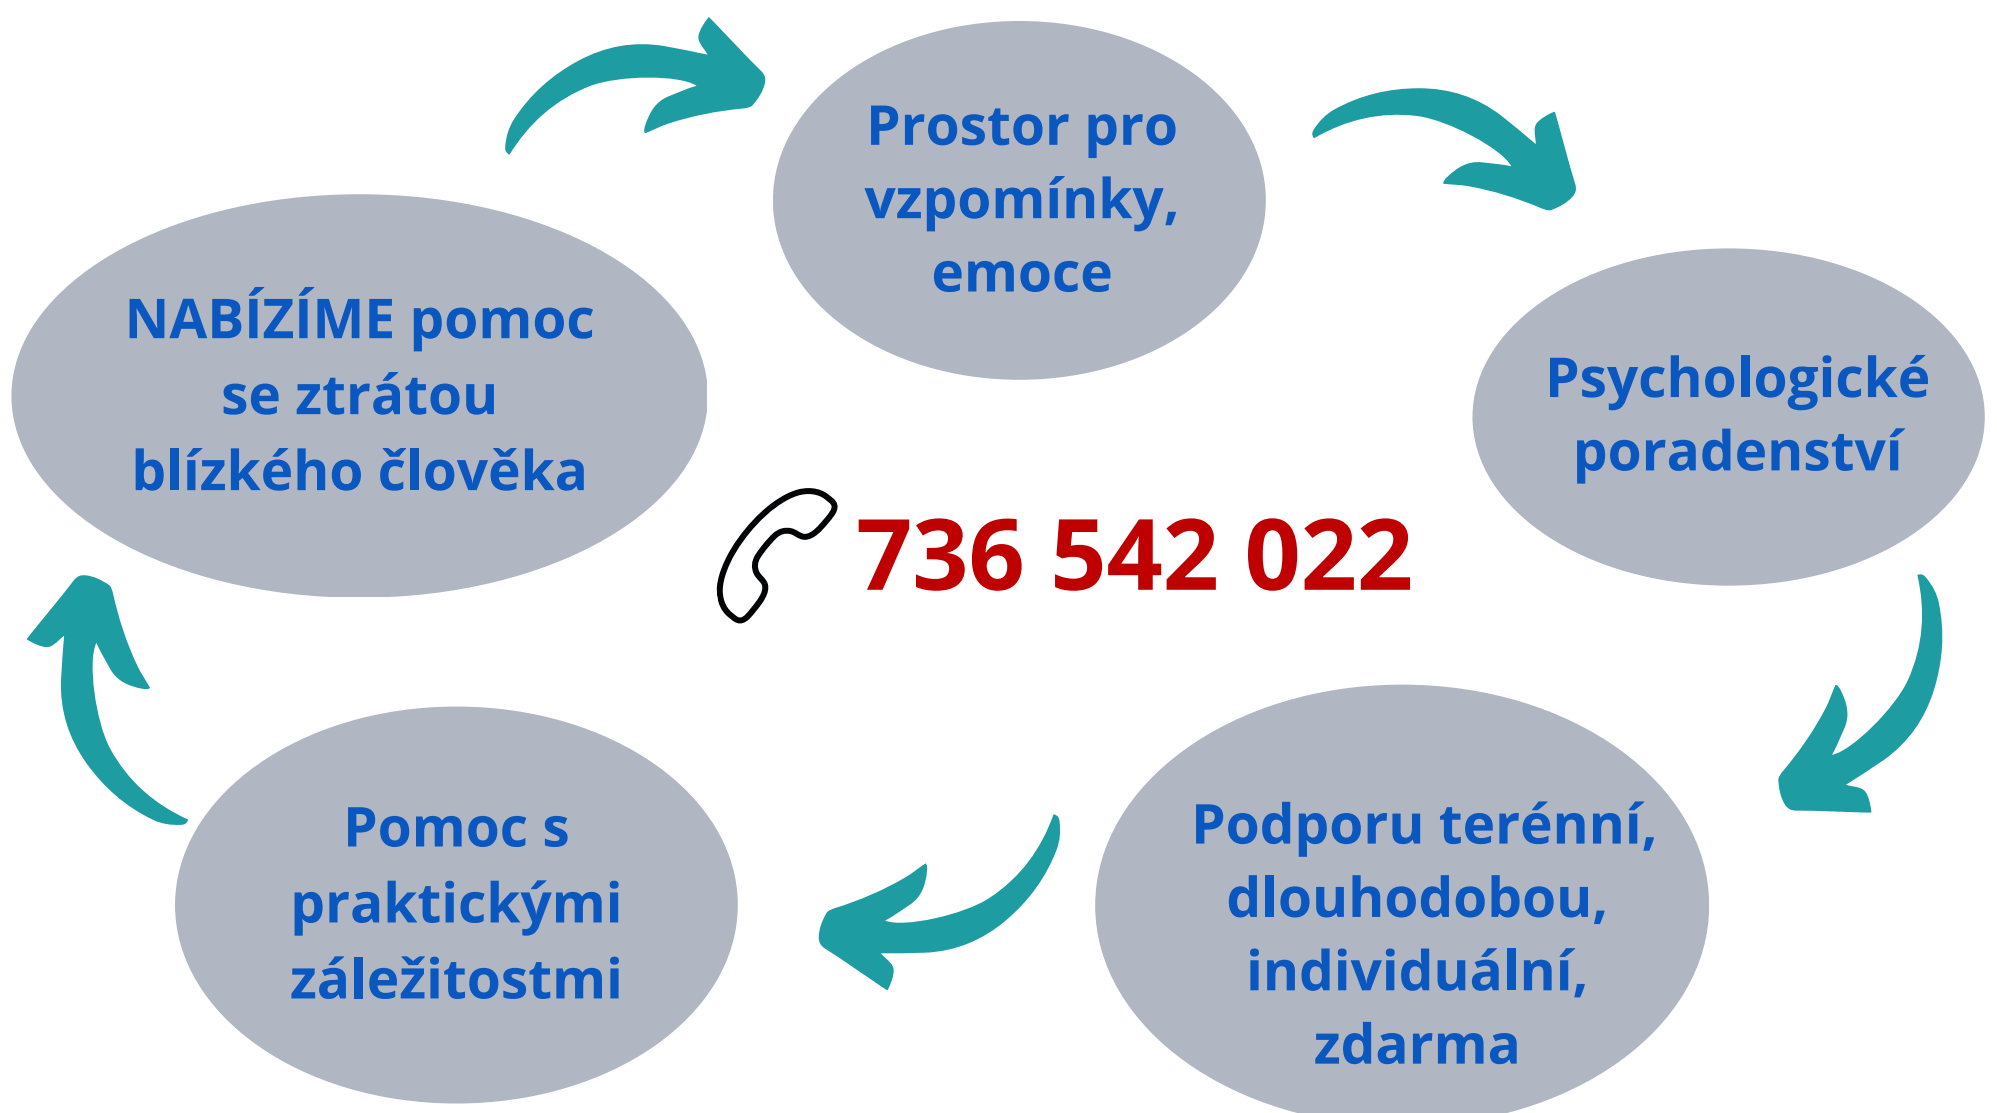 NABÍZÍME pomoc
se ztrátou
blízkého člověka
Prostor pro
vzpomínky,
emoce
Psychologické
poradenství
736 542 022
Podporu terénní,
dlouhodobou,
individuální,
zdarma
Pomoc s
praktickými
záležitostmi